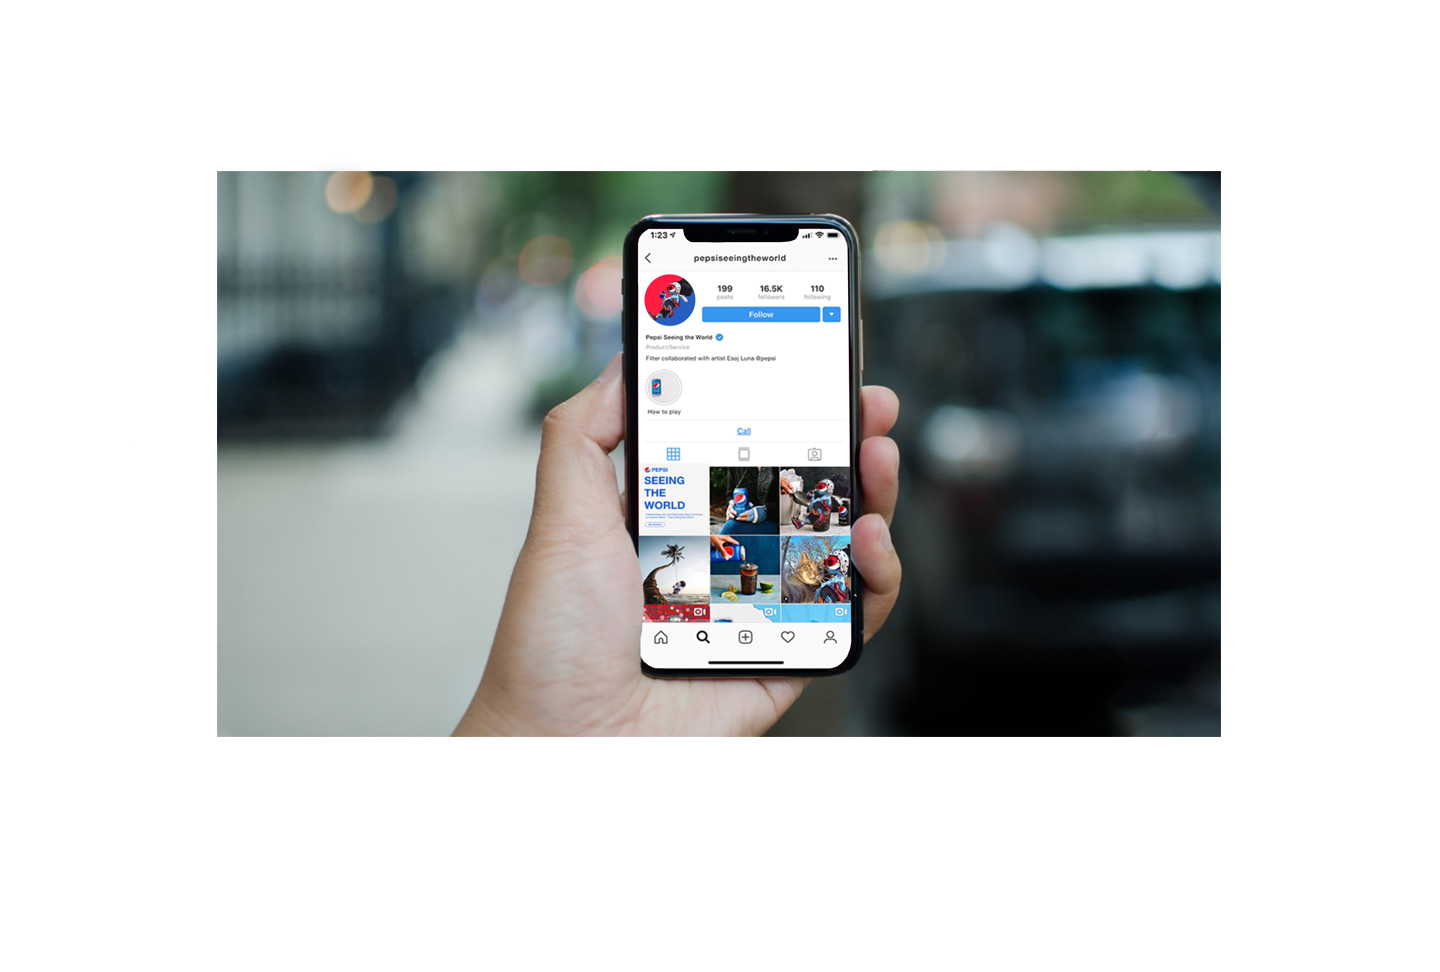 1:23
pepsiseeingtheworld
199 16.5K 110
posts followers following
Follow
Pepsi Seeing the World
Product/Service
Filter collaborated with artist Esoj Luna @pepsi
How to play
Call
PEPSI
SEEING
THE
WORLD